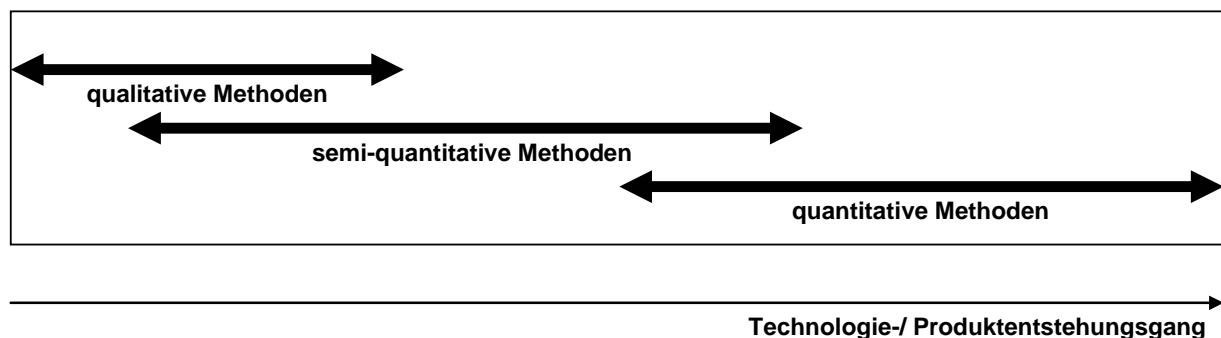 qualitative Methoden
semi-quantitative Methoden
quantitative Methoden
Technologie-/ Produktentstehungsgang